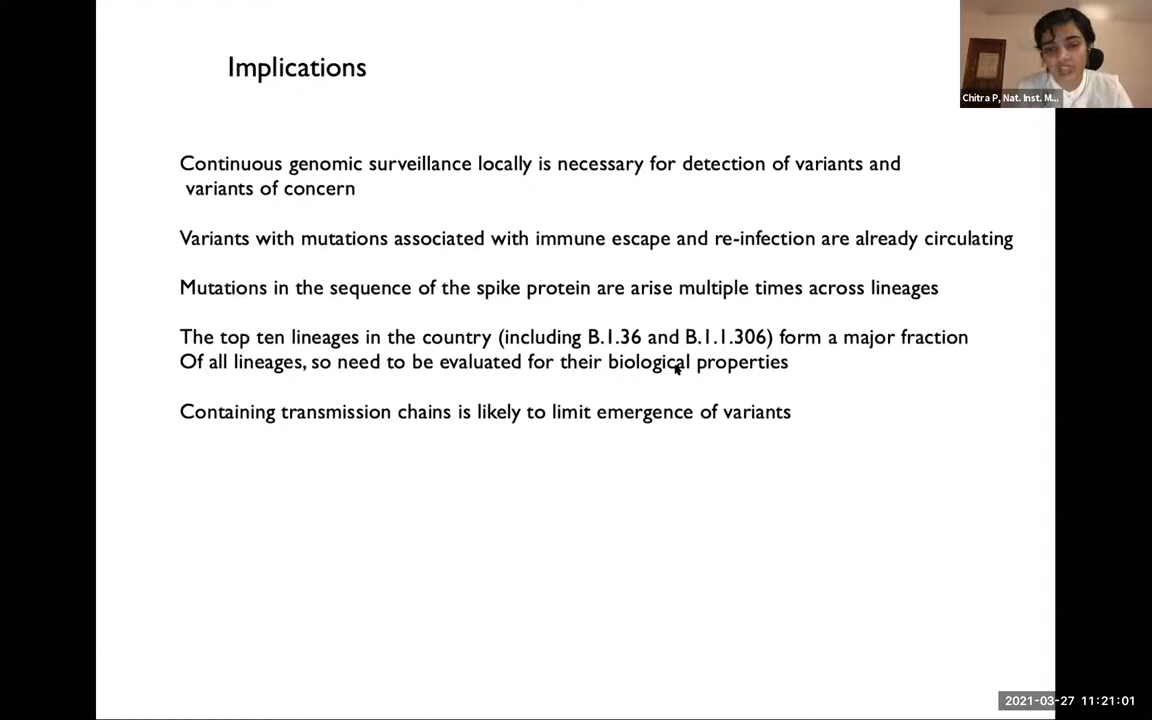 Implications
Chitra P, Nat. Inst. M...
Continuous genomic surveillance locally is necessary for detection of variants and
variants of concern
Variants with mutations associated with immune escape and re-infection are already circulating
Mutations in the sequence of the spike protein are arise multiple times across lineages
The top ten lineages in the country (including B.1.36 and B.1.1.306) form a major fraction
Of all lineages, so need to be evaluated for their biological properties
Containing transmission chains is likely to limit emergence of variants
2021-03-27 11:21:01